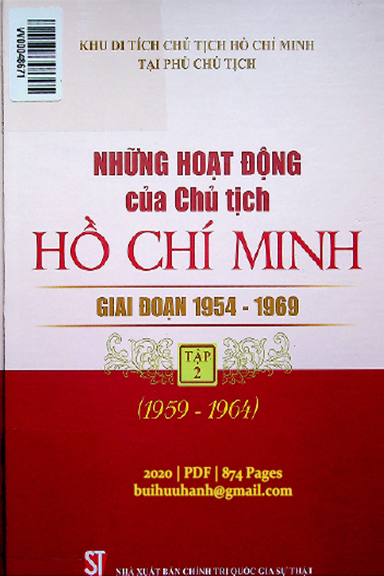 VV00048671
KHU DI TÍCH CHỦ TỊCH HỒ CHÍ MINH
TẠI PHỦ CHỦ TỊCH
NHỮNG HOẠT ĐỘNG
của Chủ tịch
HỒ CHÍ MINH
GIAI ĐOẠN 1954 - 1969
TẬP
2
(1959 - 1964)
2020 | PDF | 874 Pages
buihuuhanh@gmail.com
ST
NHÀ XUẤT BẢN CHÍNH TRỊ QUỐC GIA SỰ THẬT